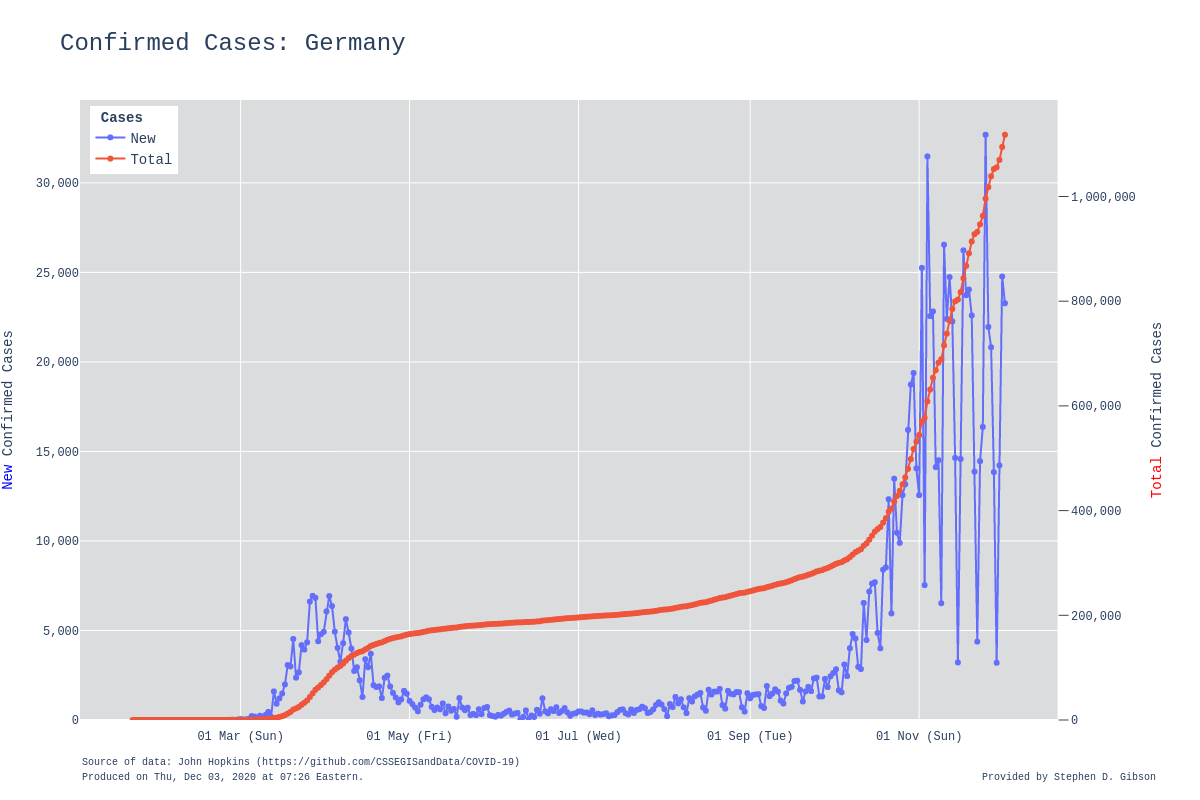 Confirmed Cases: Germany
Cases
New
Total
30,000
25,000
20,000
15,000
10,000
5,000
0
New Confirmed Cases
1,000,000
800,000
600,000
400,000
200,000
0
Total Confirmed Cases
01 Mar (Sun)
01 May (Fri)
01 Jul (Wed)
01 Sep (Tue)
01 Nov (Sun)
Source of data: John Hopkins (https://github.com/CSSEGISandData/COVID-19)
Produced on Thu, Dec 03, 2020 at 07:26 Eastern.
Provided by Stephen D. Gibson